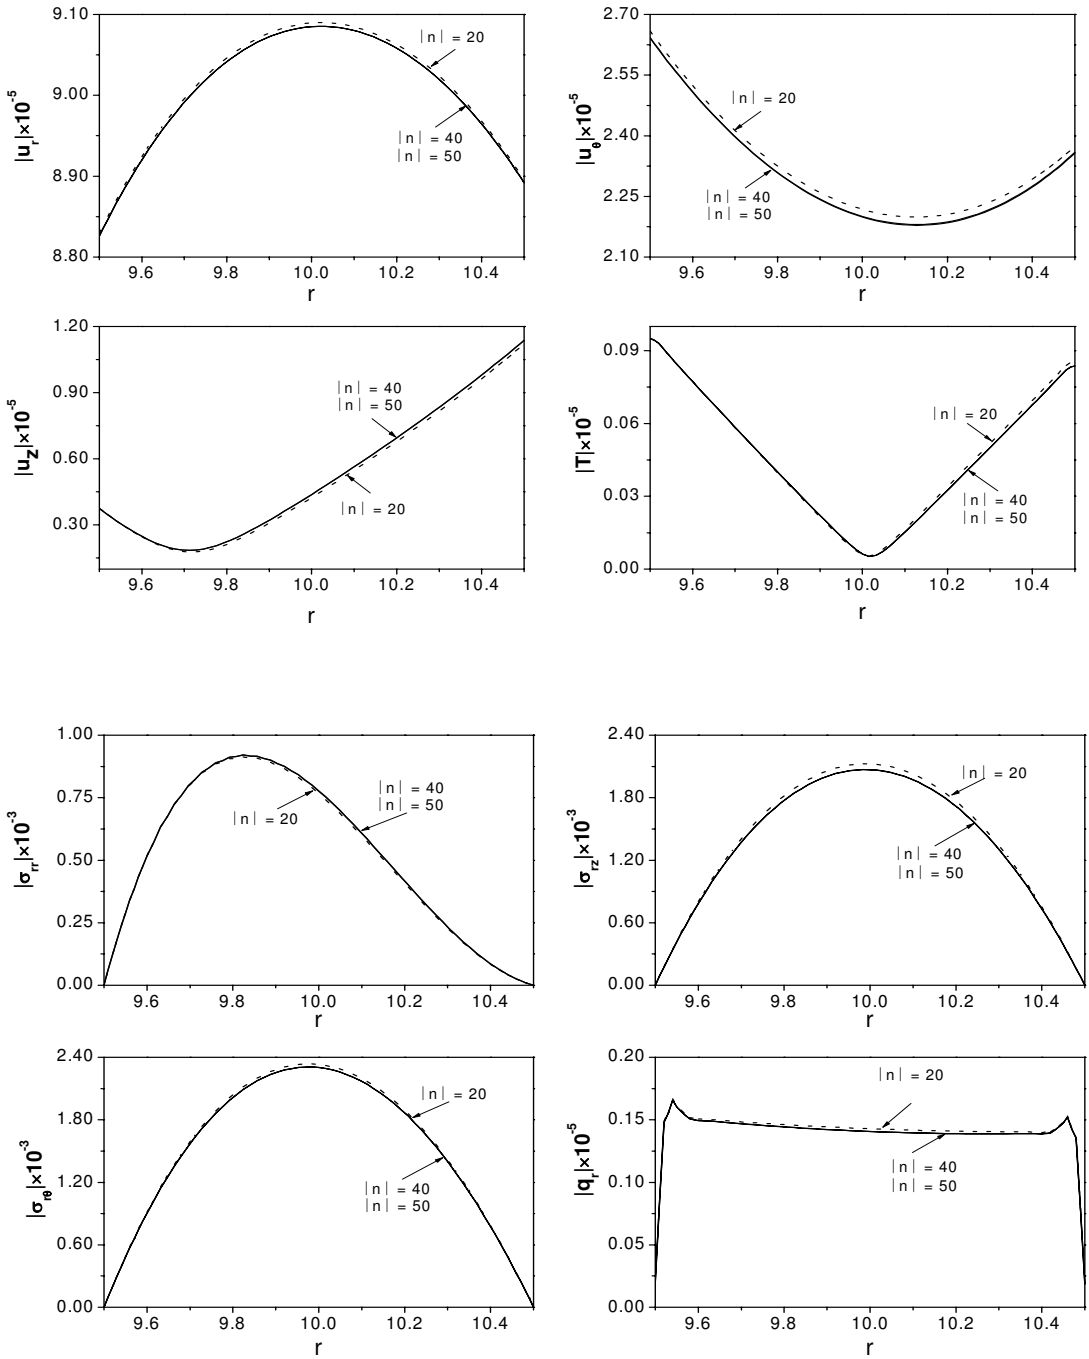 |u_r|×10^-5
9.10
9.00
8.90
8.80
|n| = 20
|n| = 40
|n| = 50
9.6 9.8 10.0 10.2 10.4
r
|u_θ|×10^-5
2.70
2.55
2.40
2.25
2.10
|n| = 20
|n| = 40
|n| = 50
9.6 9.8 10.0 10.2 10.4
r
|u_Z|×10^-5
1.20
0.90
0.60
0.30
|n| = 40
|n| = 50
|n| = 20
9.6 9.8 10.0 10.2 10.4
r
|T|×10^-5
0.09
0.06
0.03
0.00
|n| = 20
|n| = 40
|n| = 50
9.6 9.8 10.0 10.2 10.4
r
|σ_rr|×10^-3
1.00
0.75
0.50
0.25
0.00
|n| = 40
|n| = 50
|n| = 20
9.6 9.8 10.0 10.2 10.4
r
|σ_rz|×10^-3
2.40
1.80
1.20
0.60
0.00
|n| = 20
|n| = 40
|n| = 50
9.6 9.8 10.0 10.2 10.4
r
|σ_rθ|×10^-3
2.40
1.80
1.20
0.60
0.00
|n| = 20
|n| = 40
|n| = 50
9.6 9.8 10.0 10.2 10.4
r
|q_r|×10^-5
0.20
0.15
0.10
0.05
0.00
|n| = 20
|n| = 40
|n| = 50
9.6 9.8 10.0 10.2 10.4
r